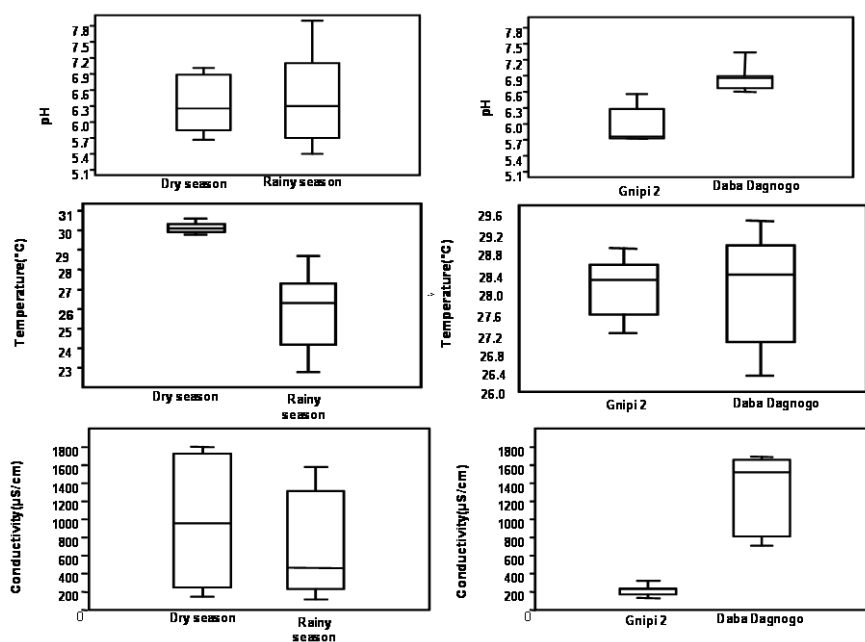 pH
7.8
7.5
7.2
6.9
6.6
6.3
6.0
5.7
5.4
5.1
Dry season
Rainy season
pH
7.8
7.5
7.2
6.9
6.6
6.3
6.0
5.7
5.4
5.1
Gnipi 2
Daba Dagnogo
Temperature(°C)
31
30
29
28
27
26
25
24
23
Dry season
Rainy
season
Temperature(°C)
29.6
29.2
28.8
28.4
28.0
27.6
27.2
26.8
26.4
26.0
Gnipi 2
Daba Dagnogo
Conductivity(µS/cm)
1800
1600
1400
1200
1000
800
600
400
200
0
Dry season
Rainy
season
Conductivity(µS/cm)
1800
1600
1400
1200
1000
800
600
400
200
0
Gnipi 2
Daba Dagnogo